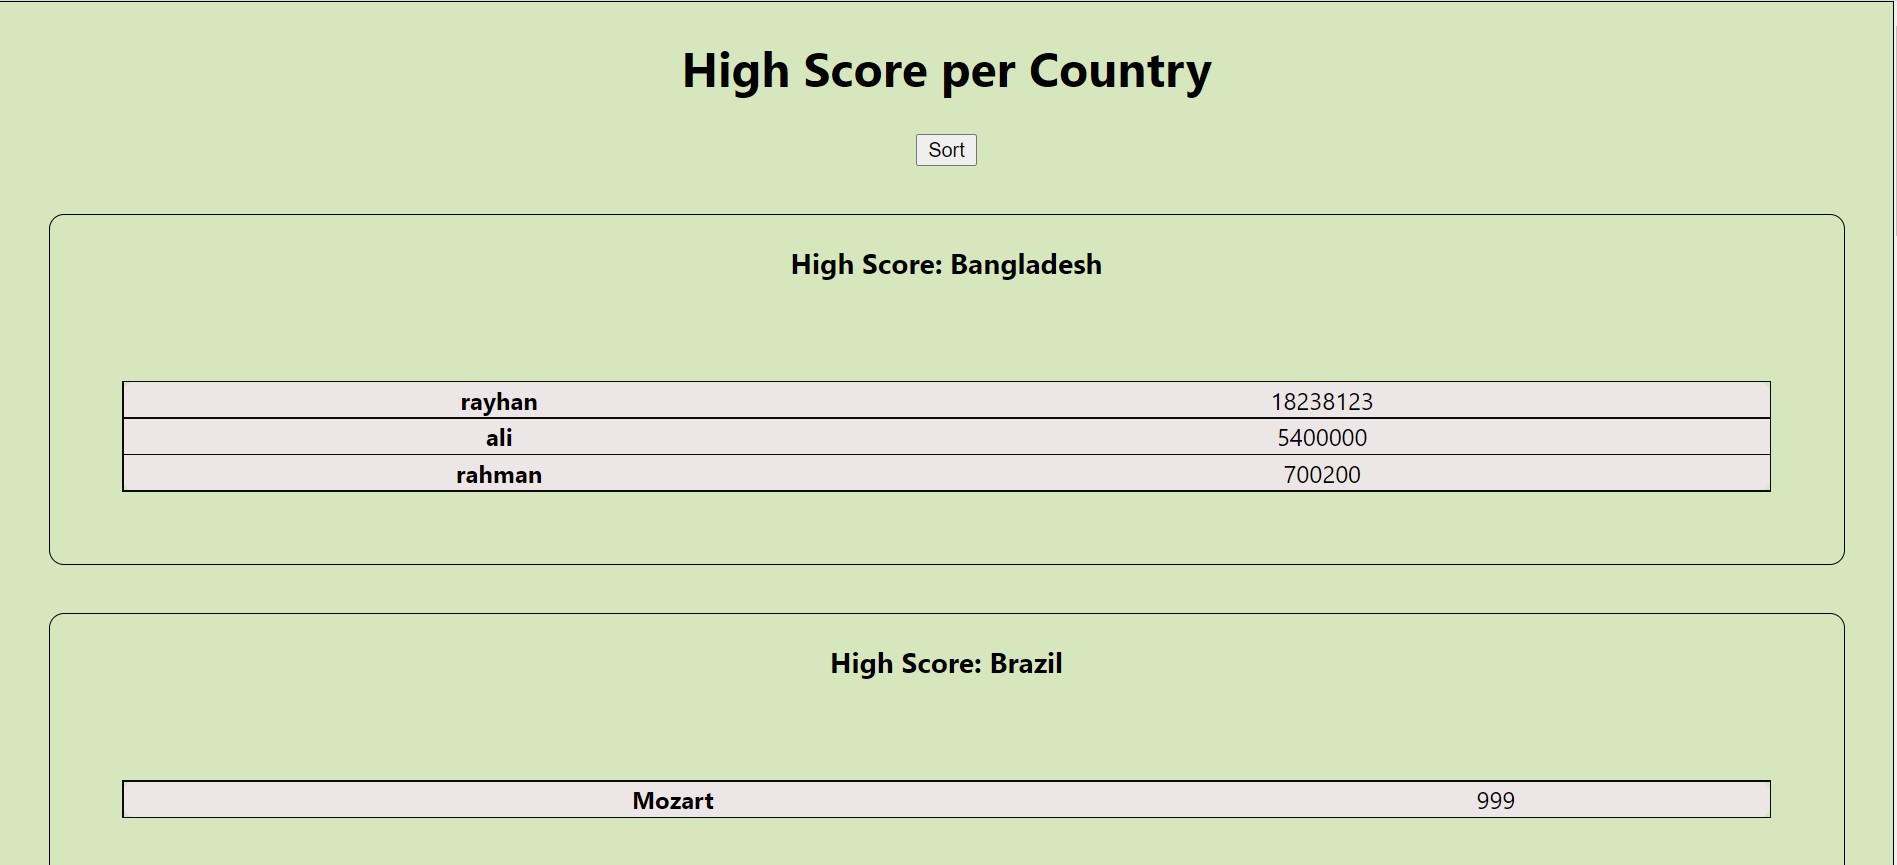 High Score per Country
Sort
High Score: Bangladesh
rayhan 18238123
ali 5400000
rahman 700200
High Score: Brazil
Mozart 999